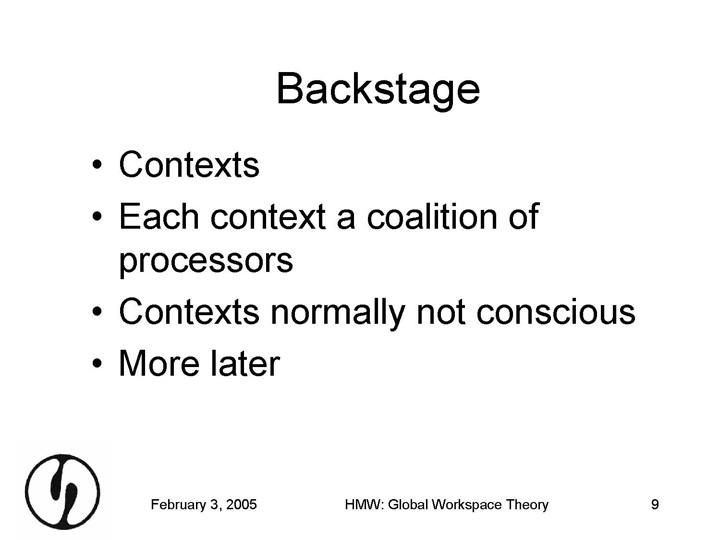 Backstage
• Contexts
• Each context a coalition of
processors
• Contexts normally not conscious
• More later
February 3, 2005 HMW: Global Workspace Theory 9